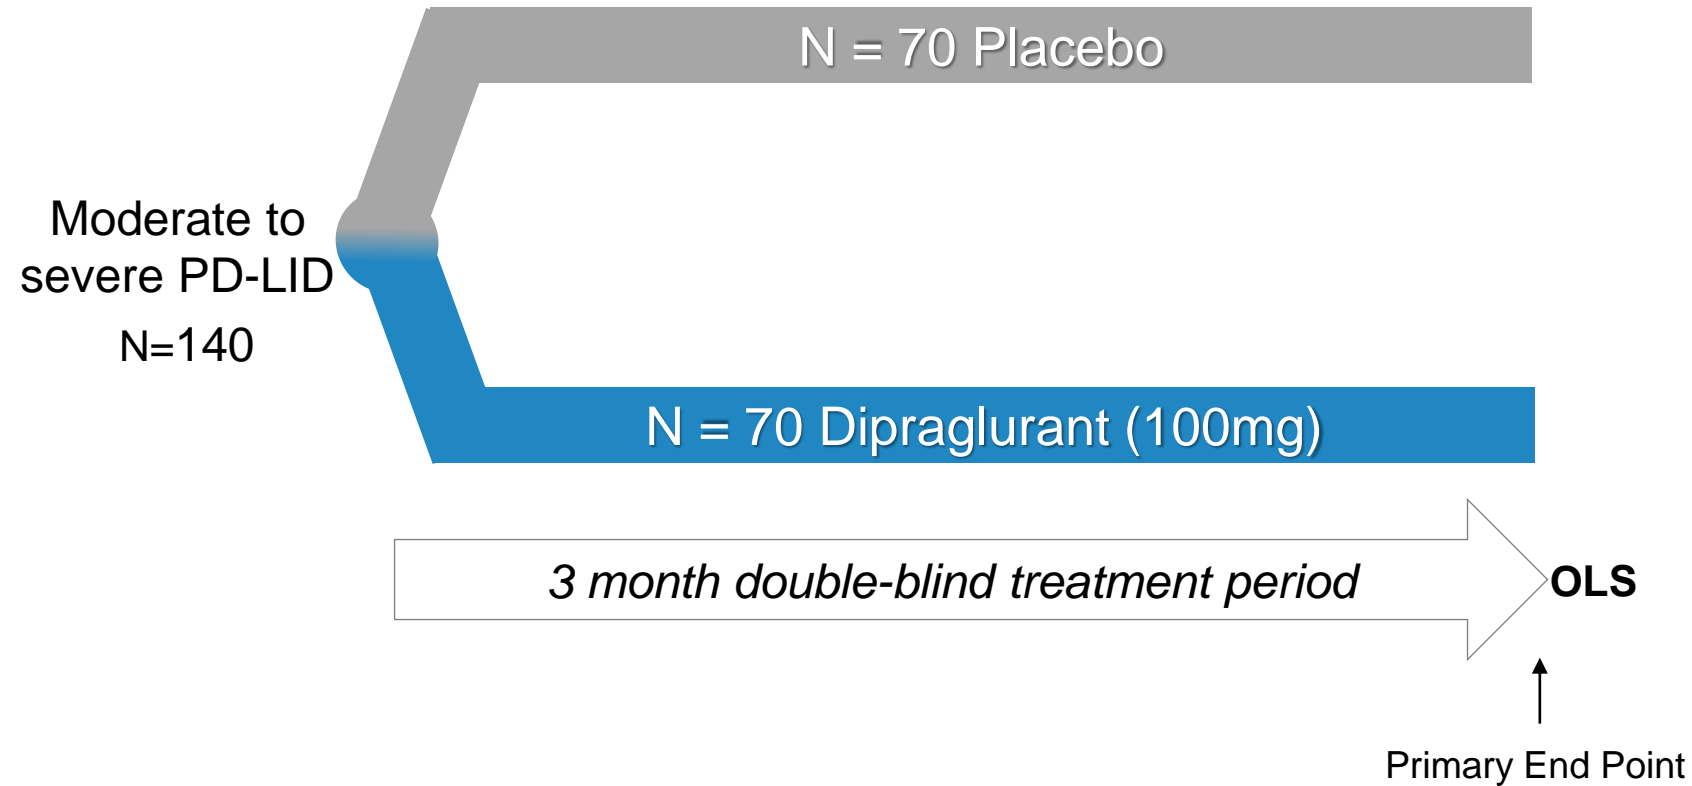 N = 70 Placebo
Moderate to
severe PD-LID
N=140
N = 70 Dipraglurant (100mg)
3 month double-blind treatment period
OLS
Primary End Point